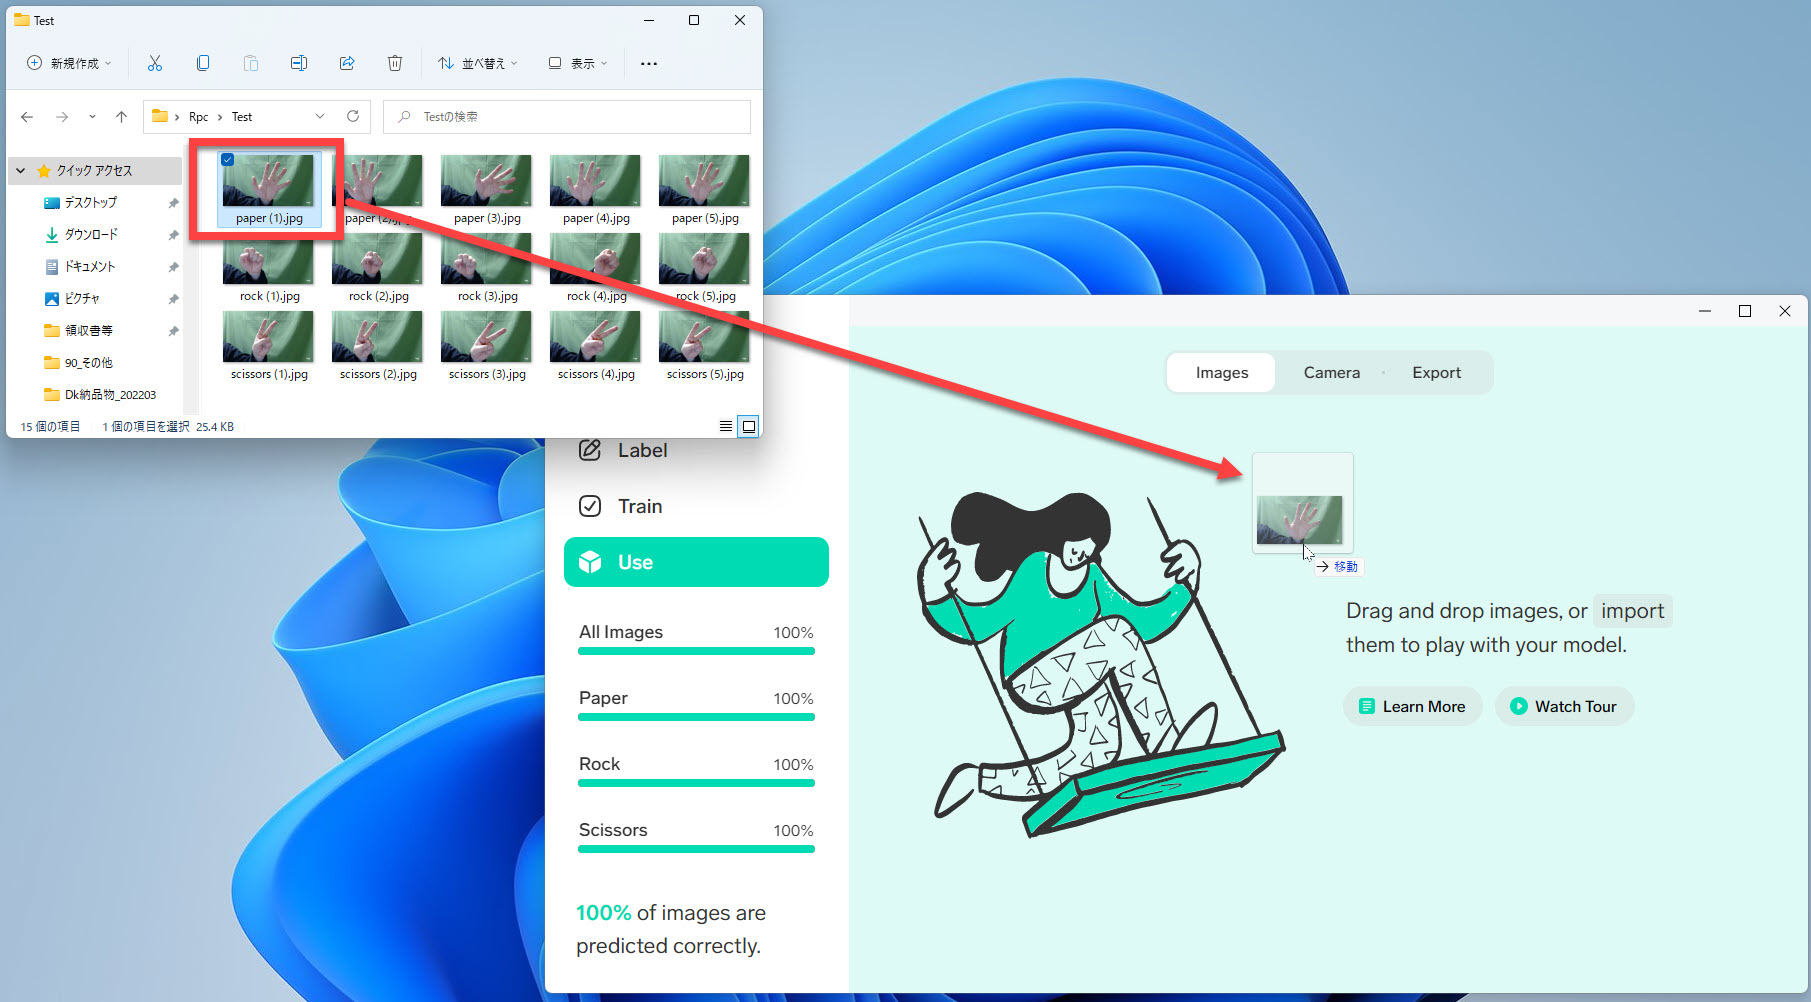 Test
新規作成
並べ替え
表示
Rpc
Test
Testの検索
クイック アクセス
デスクトップ
ダウンロード
ドキュメント
ピクチャ
領収書等
90_その他
Dk納品物_202203
paper (1).jpg
paper (2).jpg
paper (3).jpg
paper (4).jpg
paper (5).jpg
rock (1).jpg
rock (2).jpg
rock (3).jpg
rock (4).jpg
rock (5).jpg
scissors (1).jpg
scissors (2).jpg
scissors (3).jpg
scissors (4).jpg
scissors (5).jpg
15 個の項目
1 個の項目を選択 25.4 KB
Label
Train
Use
All Images 100%
Paper 100%
Rock 100%
Scissors 100%
100% of images are
predicted correctly.
Images
Camera
Export
移動
Drag and drop images, or import
them to play with your model.
Learn More
Watch Tour